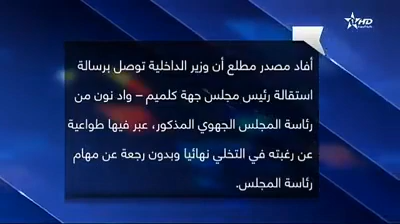 HD
أفاد مصدر مطلع أن وزير الداخلية توصل برسالة
استقالة رئيس مجلس جهة كلميم – واد نون من
رئاسة المجلس الجهوي المذكور، عبر فيها طواعية
عن رغبته في التخلي نهائيا وبدون رجعة عن مهام
رئاسة المجلس.